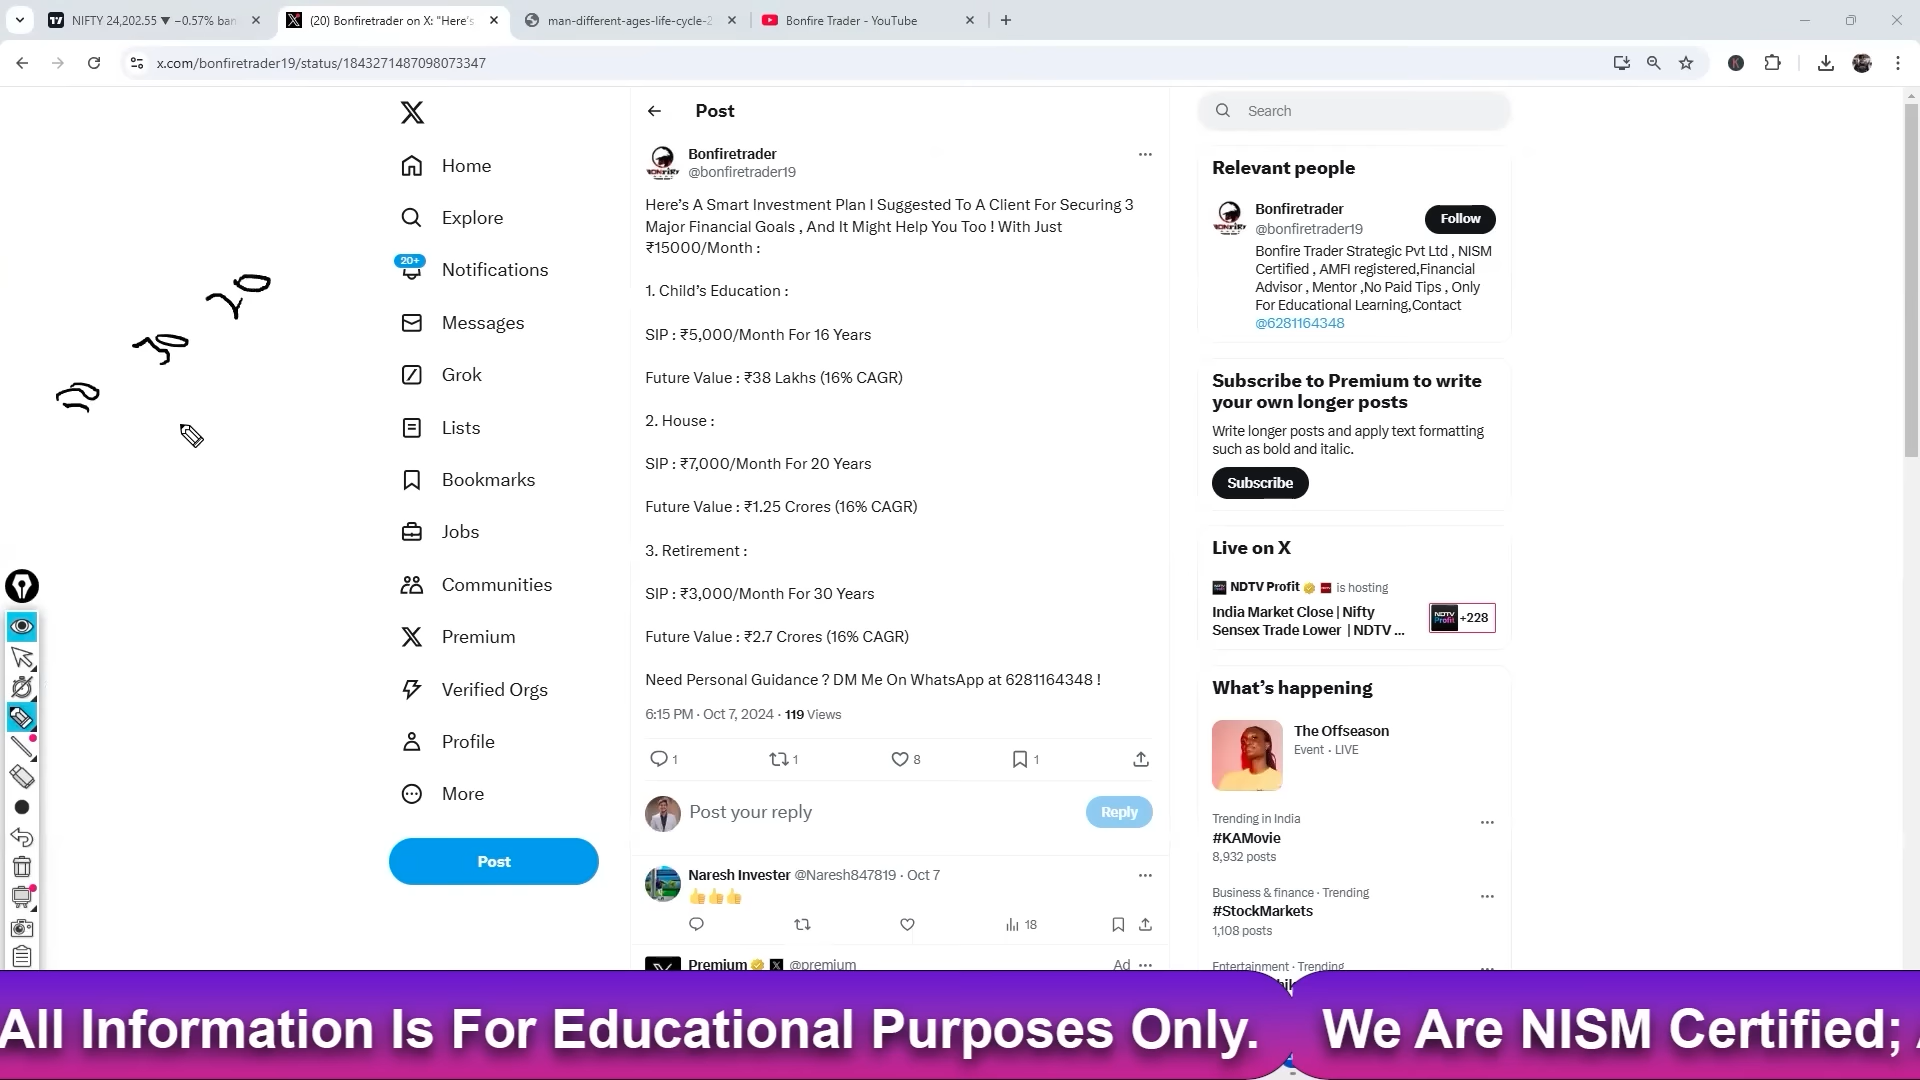 NIFTY 24,202.55 ▼ −0.57% ban
(20) Bonfiretrader on X: "Here's
man-different-ages-life-cycle-2
Bonfire Trader - YouTube
x.com/bonfiretrader19/status/1843271487098073347
Home
Explore
20+
Notifications
Messages
Grok
Lists
Bookmarks
Jobs
Communities
Premium
Verified Orgs
Profile
More
Post
Post
Bonfiretrader
@bonfiretrader19
Here's A Smart Investment Plan I Suggested To A Client For Securing 3
Major Financial Goals , And It Might Help You Too ! With Just
₹15000/Month :
1. Child's Education :
SIP : ₹5,000/Month For 16 Years
Future Value : ₹38 Lakhs (16% CAGR)
2. House :
SIP : ₹7,000/Month For 20 Years
Future Value : ₹1.25 Crores (16% CAGR)
3. Retirement :
SIP : ₹3,000/Month For 30 Years
Future Value : ₹2.7 Crores (16% CAGR)
Need Personal Guidance ? DM Me On WhatsApp at 6281164348 !
6:15 PM · Oct 7, 2024 · 119 Views
1 1 8 1
Post your reply
Reply
Naresh Invester @Naresh847819 · Oct 7
👍👍👍
18
Premium @premium Ad
Search
Relevant people
Bonfiretrader
@bonfiretrader19
Follow
Bonfire Trader Strategic Pvt Ltd , NISM
Certified , AMFI registered,Financial
Advisor , Mentor ,No Paid Tips , Only
For Educational Learning,Contact
@6281164348
Subscribe to Premium to write
your own longer posts
Write longer posts and apply text formatting
such as bold and italic.
Subscribe
Live on X
NDTV Profit is hosting
India Market Close | Nifty
Sensex Trade Lower | NDTV ...
+228
What's happening
The Offseason
Event · LIVE
Trending in India
#KAMovie
8,932 posts
Business & finance · Trending
#StockMarkets
1,108 posts
Entertainment · Trending
All Information Is For Educational Purposes Only.
We Are NISM Certified;